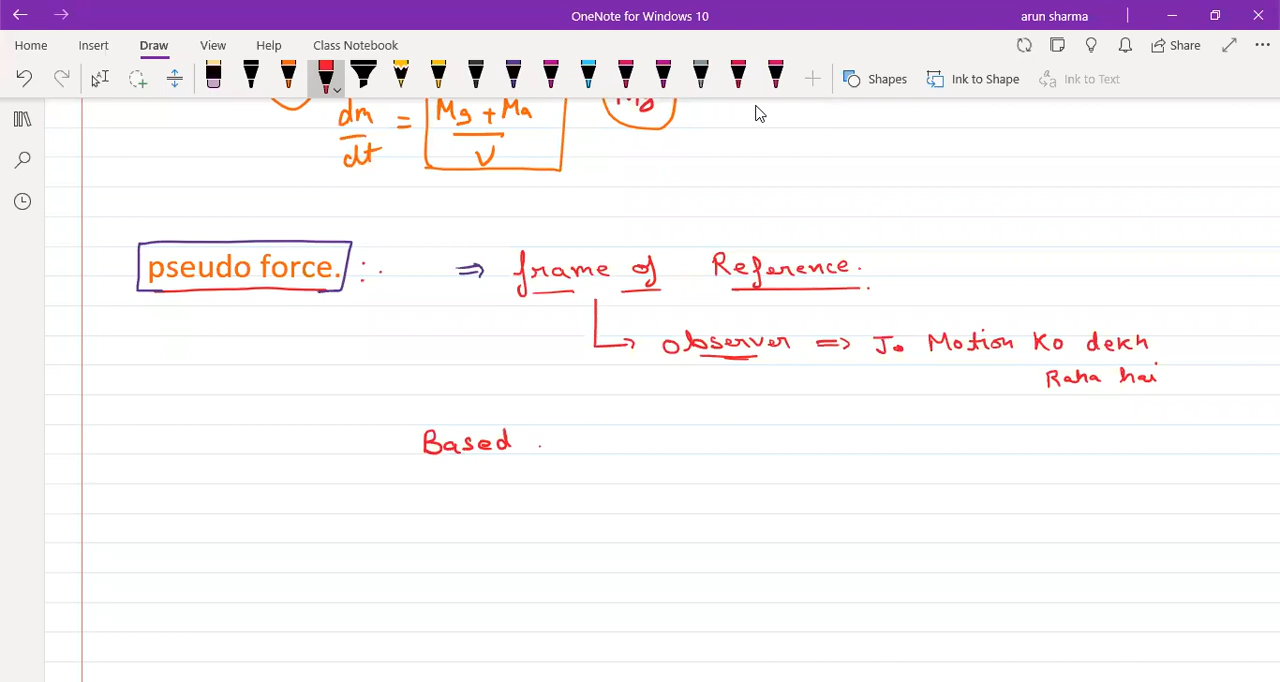 OneNote for Windows 10
arun sharma
Home Insert Draw View Help Class Notebook
Share
Shapes Ink to Shape Ink to Text
dm/dt = Mg + Ma/V
Mg
pseudo force. : . ⇒ frame of Reference.
↳ observer => Jo Motion Ko dekh
Raha hai
Based .